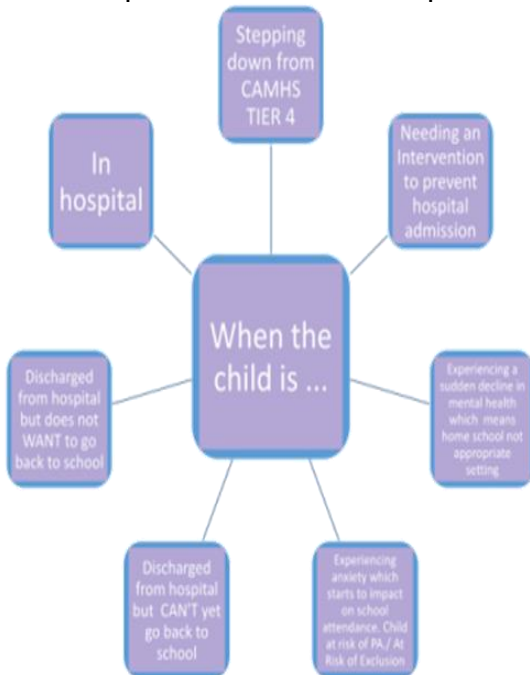 Stepping
down from
CAMHS
TIER 4
Needing an
Intervention
to prevent
hospital
admission
In
hospital
When the
child is ...
Experiencing a
sudden decline in
mental health
which means
home school not
appropriate
setting
Discharged
from hospital
but does not
WANT to go
back to school
Discharged
from hospital
but CAN'T yet
go back to
school
Experiencing
anxiety which
starts to impact
on school
attendance. Child
at risk of PA./ At
Risk of Exclusion